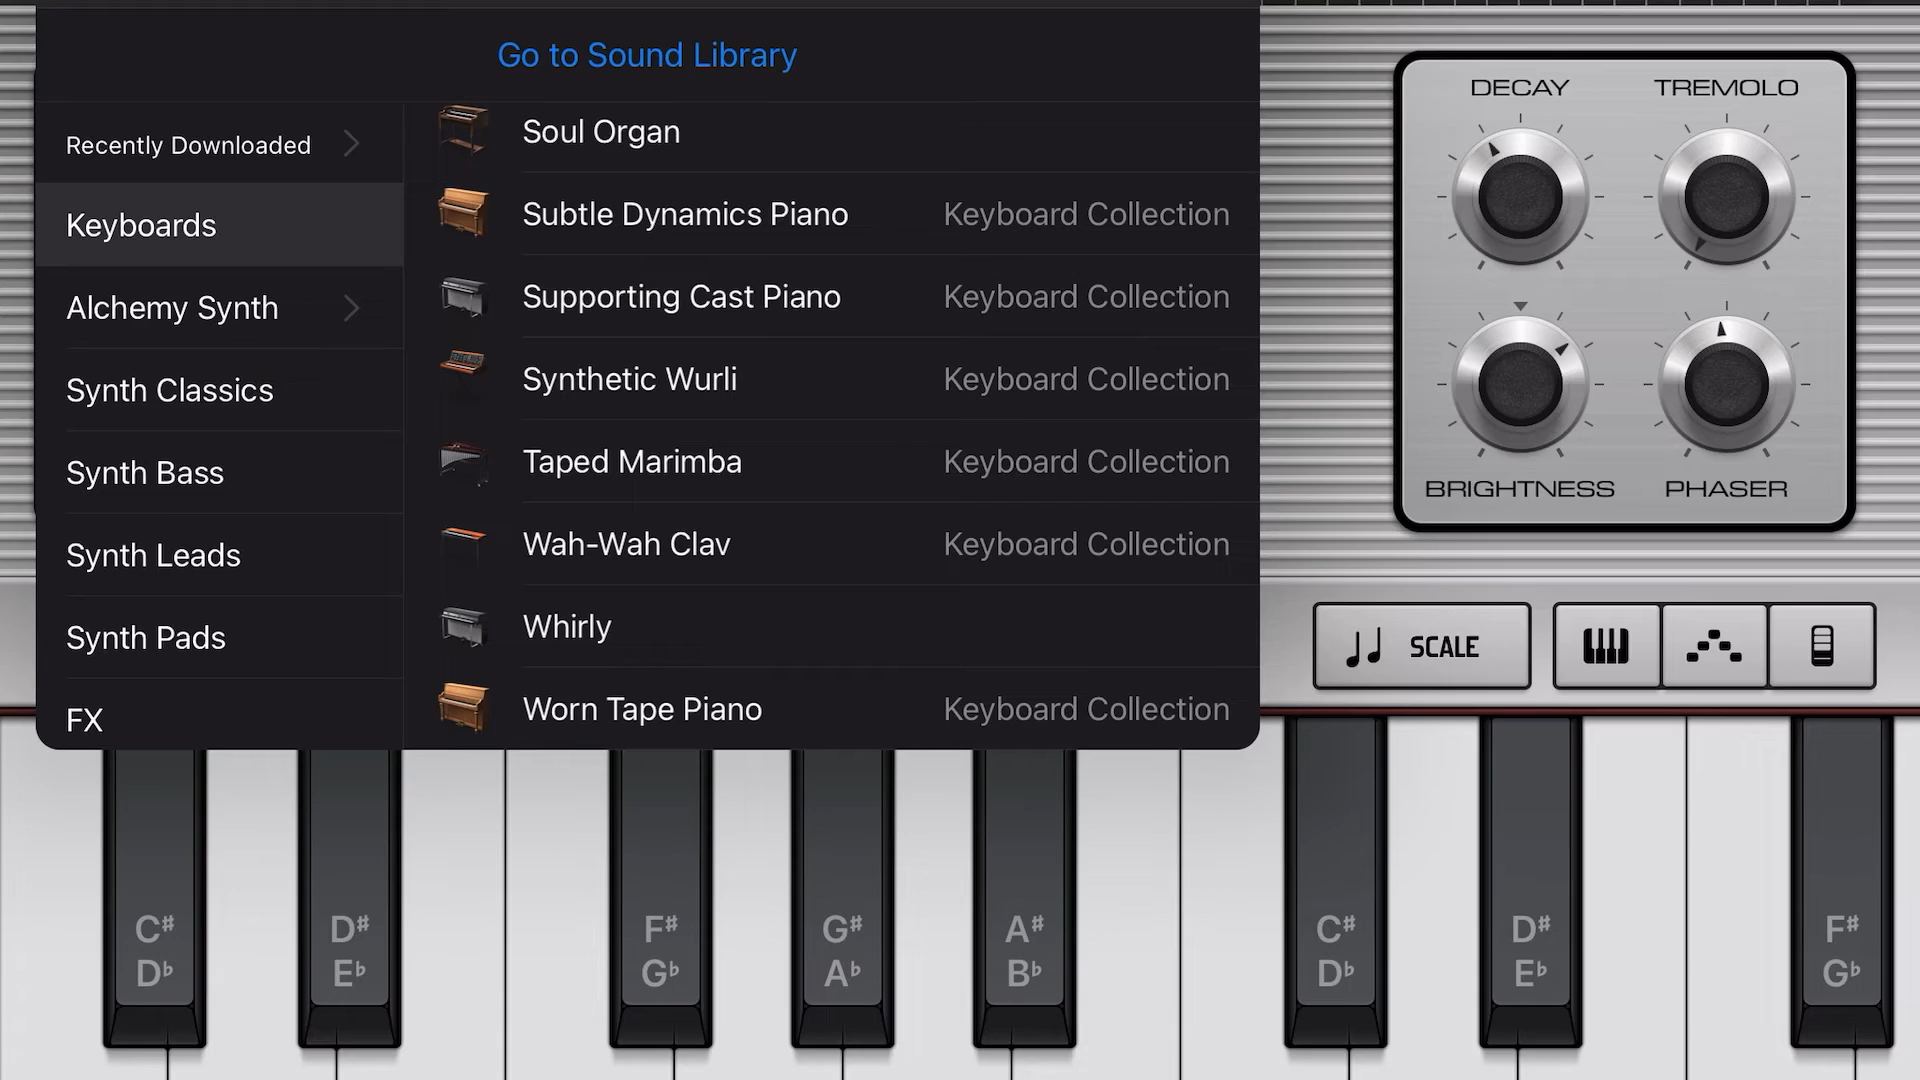 Go to Sound Library
Recently Downloaded
Keyboards
Alchemy Synth
Synth Classics
Synth Bass
Synth Leads
Synth Pads
FX
Soul Organ
Subtle Dynamics Piano Keyboard Collection
Supporting Cast Piano Keyboard Collection
Synthetic Wurli Keyboard Collection
Taped Marimba Keyboard Collection
Wah-Wah Clav Keyboard Collection
Whirly
Worn Tape Piano Keyboard Collection
DECAY TREMOLO
BRIGHTNESS PHASER
SCALE
C♯ D♯ F♯ G♯ A♯ C♯ D♯ F♯
D♭ E♭ G♭ A♭ B♭ D♭ E♭ G♭